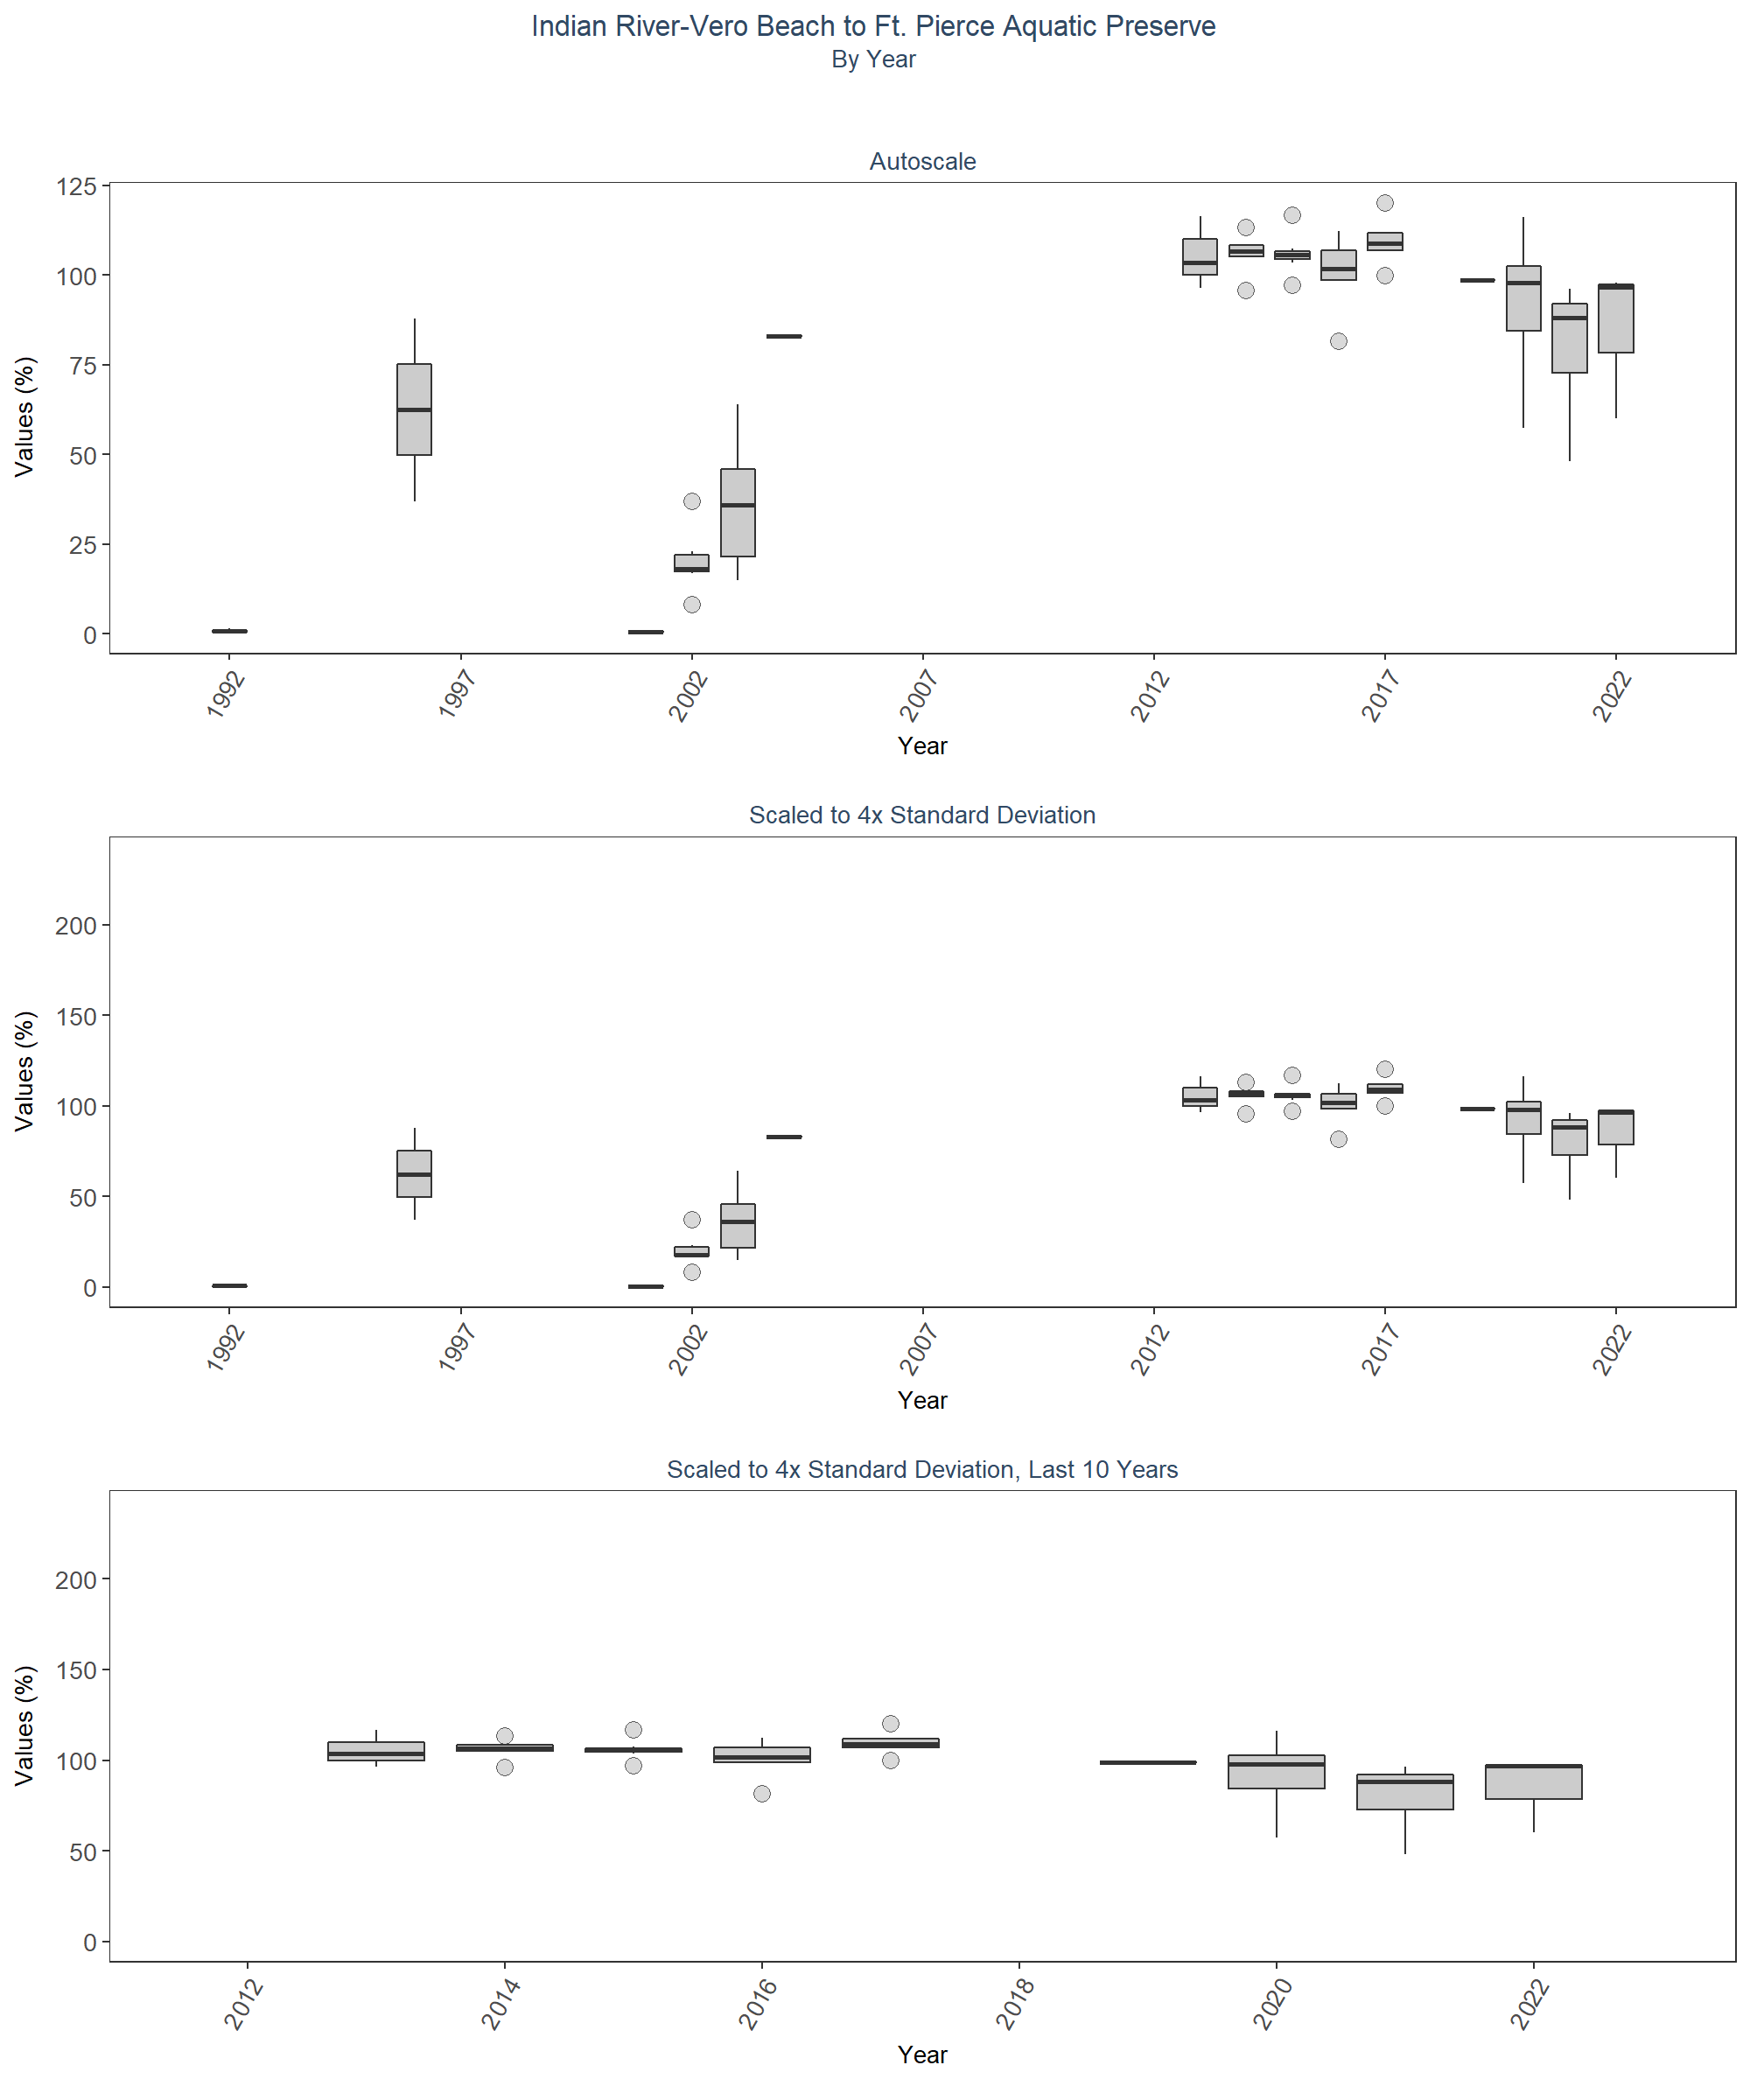 Indian River-Vero Beach to Ft. Pierce Aquatic Preserve
By Year
Autoscale
125
100
75
50
25
0
Values (%)
1992 1997 2002 2007 2012 2017 2022
Year
Scaled to 4x Standard Deviation
200
150
100
50
0
Values (%)
1992 1997 2002 2007 2012 2017 2022
Year
Scaled to 4x Standard Deviation, Last 10 Years
200
150
100
50
0
Values (%)
2012 2014 2016 2018 2020 2022
Year